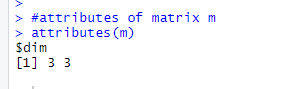 >
> #attributes of matrix m
> attributes(m)
$dim
[1] 3 3